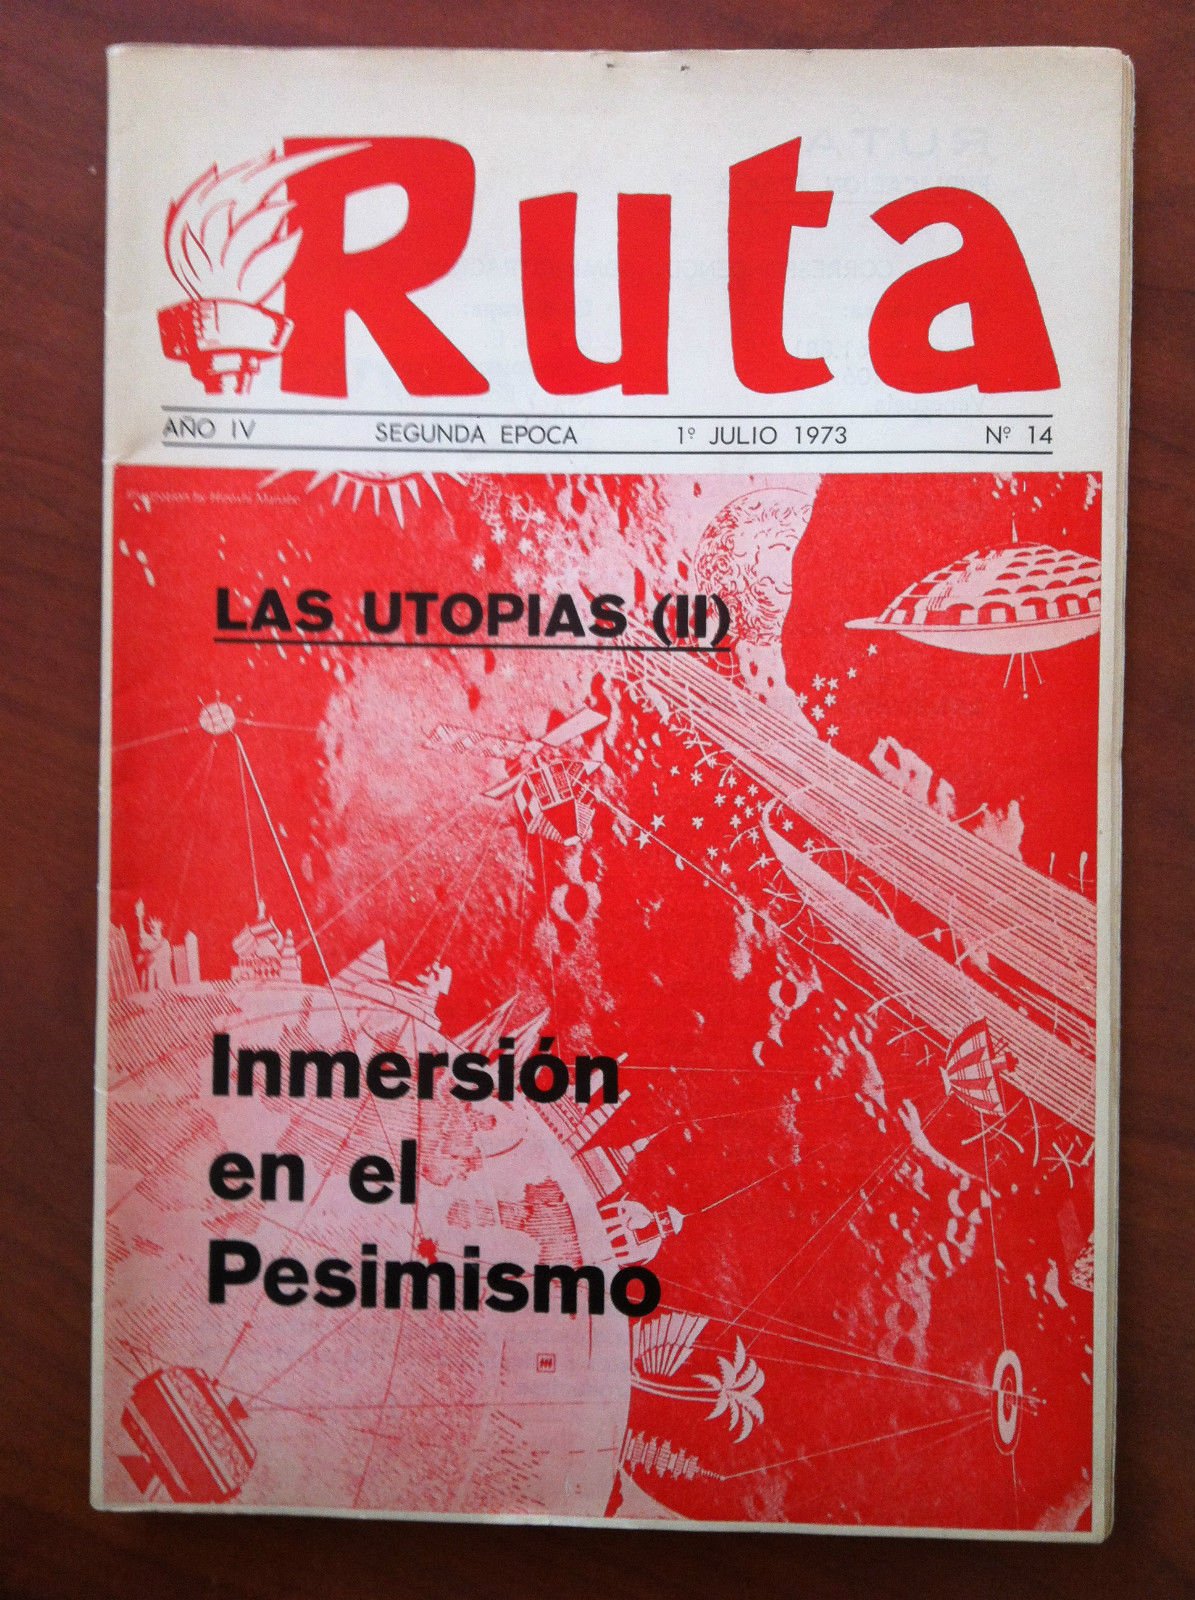 Ruta
AÑO IV SEGUNDA EPOCA 1º JULIO 1973 Nº 14
LAS UTOPIAS (II)
Inmersión
en el
Pesimismo